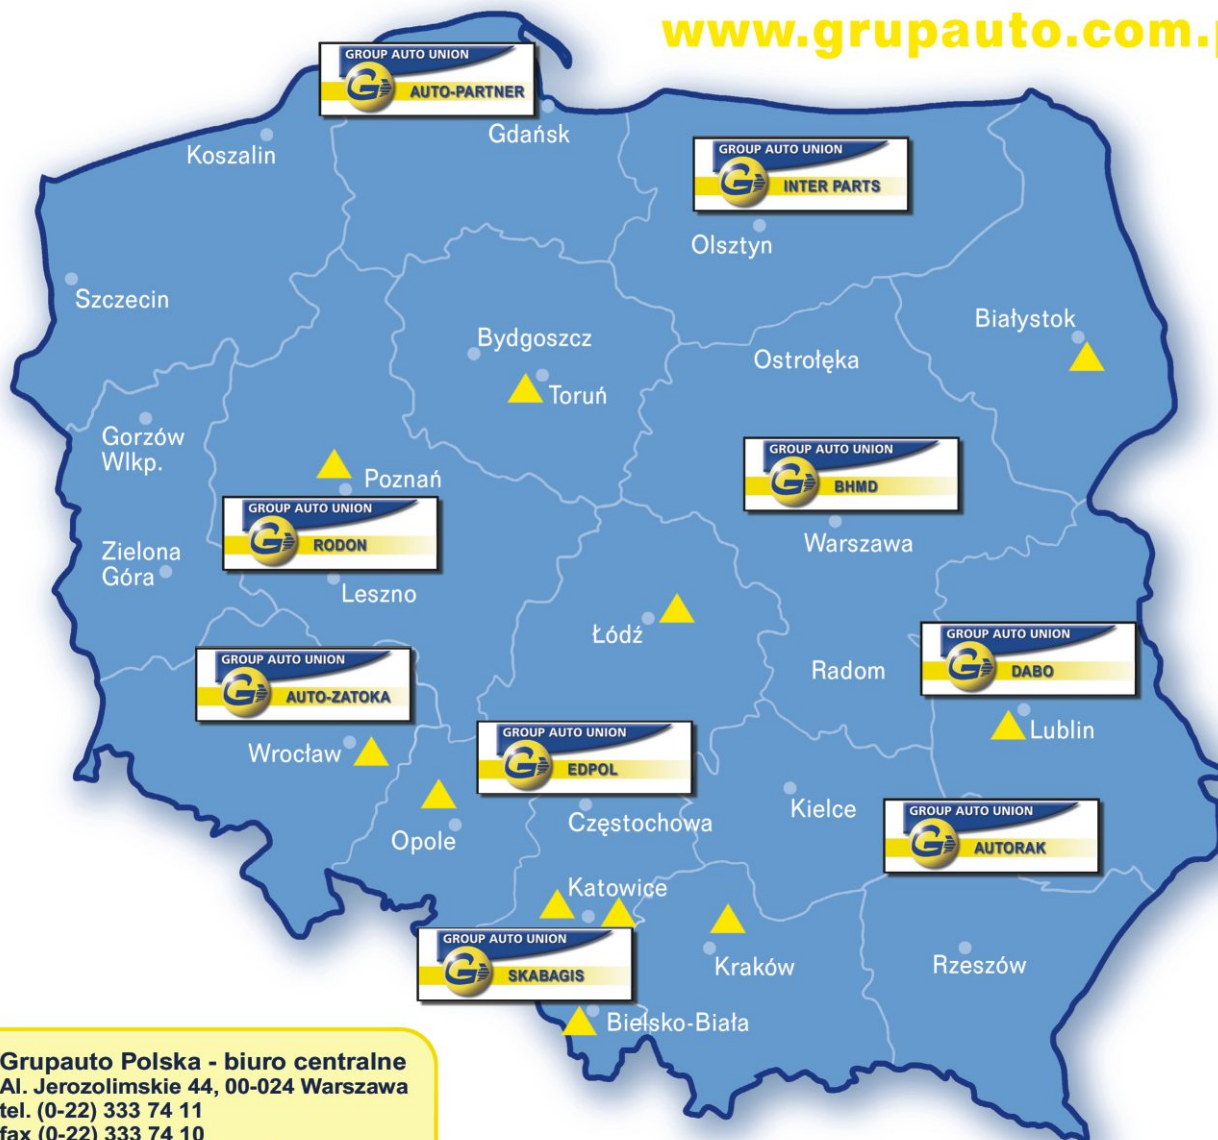 www.grupauto.com.p
GROUP AUTO UNION
AUTO-PARTNER
Gdańsk
Koszalin
GROUP AUTO UNION
INTER PARTS
Olsztyn
Szczecin
Białystok
Bydgoszcz
Ostrołęka
Toruń
Gorzów
Wlkp.
Poznań
GROUP AUTO UNION
BHMD
GROUP AUTO UNION
RODON
Warszawa
Zielona
Góra
Leszno
Łódź
GROUP AUTO UNION
DABO
Radom
GROUP AUTO UNION
AUTO-ZATOKA
Lublin
Wrocław
GROUP AUTO UNION
EDPOL
Kielce
Częstochowa
GROUP AUTO UNION
AUTORAK
Opole
Katowice
GROUP AUTO UNION
SKABAGIS
Kraków
Rzeszów
Bielsko-Biała
Grupauto Polska - biuro centralne
Al. Jerozolimskie 44, 00-024 Warszawa
tel. (0-22) 333 74 11
fax (0-22) 333 74 10